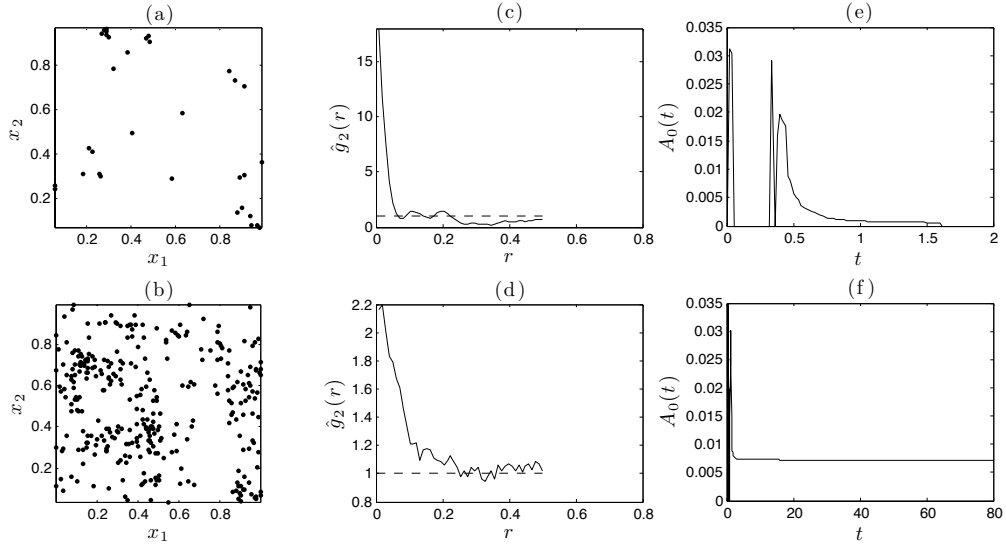 (a)
0.8
0.6
0.4
0.2
0.2 0.4 0.6 0.8
x₂
x₁
(c)
15
10
5
0
0 0.2 0.4 0.6 0.8
ĝ₂(r)
r
(e)
0.035
0.03
0.025
0.02
0.015
0.01
0.005
0
0 0.5 1 1.5 2
A₀(t)
t
(b)
0.8
0.6
0.4
0.2
0.2 0.4 0.6 0.8 1
x₂
x₁
(d)
2.2
2
1.8
1.6
1.4
1.2
1
0.8
0 0.2 0.4 0.6 0.8
ĝ₂(r)
r
(f)
0.035
0.03
0.025
0.02
0.015
0.01
0.005
0
0 20 40 60 80
A₀(t)
t